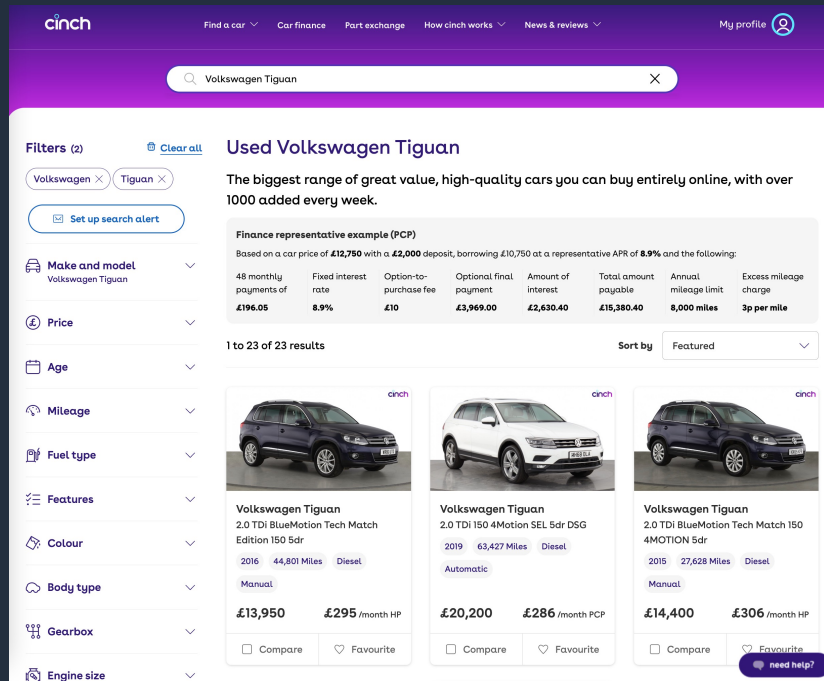 cinch
Find a car
Car finance
Part exchange
How cinch works
News & reviews
My profile
Volkswagen Tiguan
Filters (2)
Clear all
Volkswagen
Tiguan
Set up search alert
Make and model
Volkswagen Tiguan
Price
Age
Mileage
Fuel type
Features
Colour
Body type
Gearbox
Engine size
Used Volkswagen Tiguan
The biggest range of great value, high-quality cars you can buy entirely online, with over
1000 added every week.
Finance representative example (PCP)
Based on a car price of £12,750 with a £2,000 deposit, borrowing £10,750 at a representative APR of 8.9% and the following:
48 monthly
payments of
£196.05
Fixed interest
rate
8.9%
Option-to-
purchase fee
£10
Optional final
payment
£3,969.00
Amount of
interest
£2,630.40
Total amount
payable
£15,380.40
Annual
mileage limit
8,000 miles
Excess mileage
charge
3p per mile
1 to 23 of 23 results
Sort by
Featured
cinch
Volkswagen Tiguan
2.0 TDi BlueMotion Tech Match
Edition 150 5dr
2016
44,801 Miles
Diesel
Manual
£13,950
£295 /month HP
Compare
Favourite
cinch
Volkswagen Tiguan
2.0 TDi 150 4Motion SEL 5dr DSG
2019
63,427 Miles
Diesel
Automatic
£20,200
£286 /month PCP
Compare
Favourite
cinch
Volkswagen Tiguan
2.0 TDi BlueMotion Tech Match 150
4MOTION 5dr
2015
27,628 Miles
Diesel
Manual
£14,400
£306 /month HP
Compare
Favourite
need help?